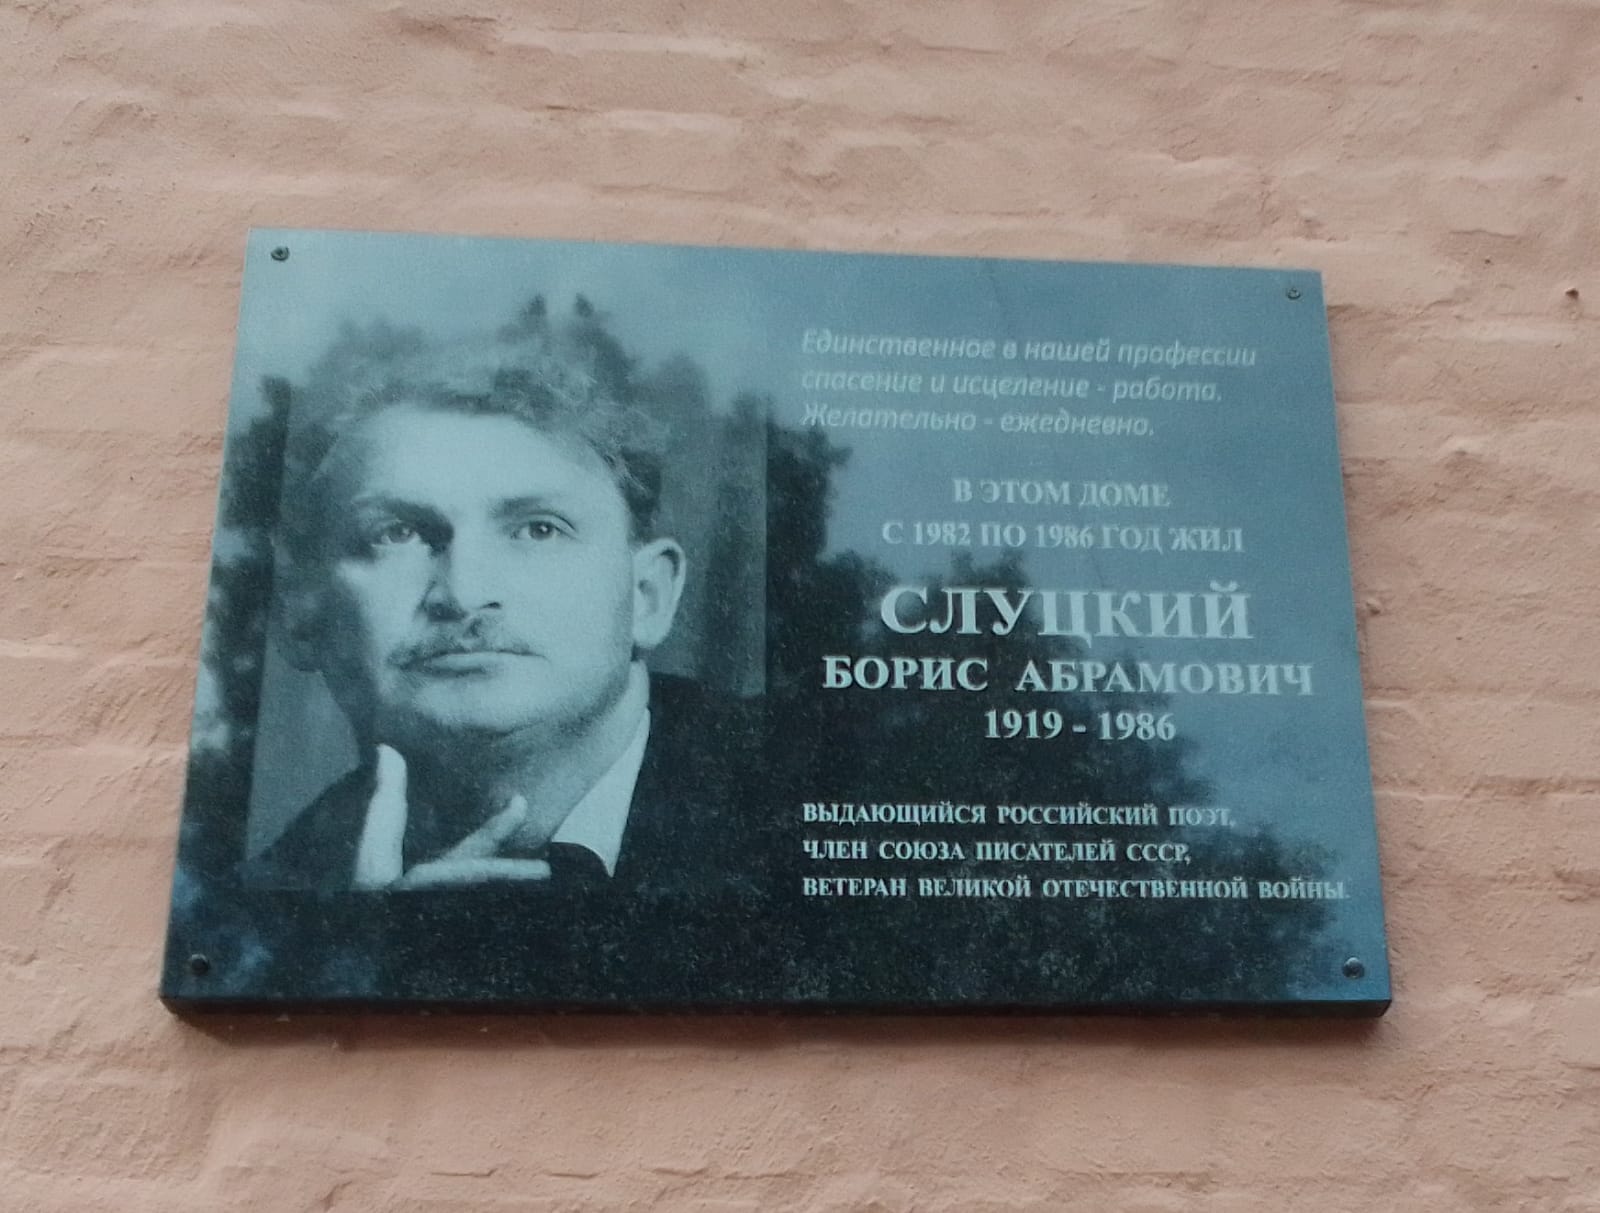 Единственное в нашей профессии
спасение и исцеление - работа.
Желательно - ежедневно.
В ЭТОМ ДОМЕ
С 1982 ПО 1986 ГОД ЖИЛ
СЛУЦКИЙ
БОРИС АБРАМОВИЧ
1919 - 1986
ВЫДАЮЩИЙСЯ РОССИЙСКИЙ ПОЭТ,
ЧЛЕН СОЮЗА ПИСАТЕЛЕЙ СССР,
ВЕТЕРАН ВЕЛИКОЙ ОТЕЧЕСТВЕННОЙ ВОЙНЫ.